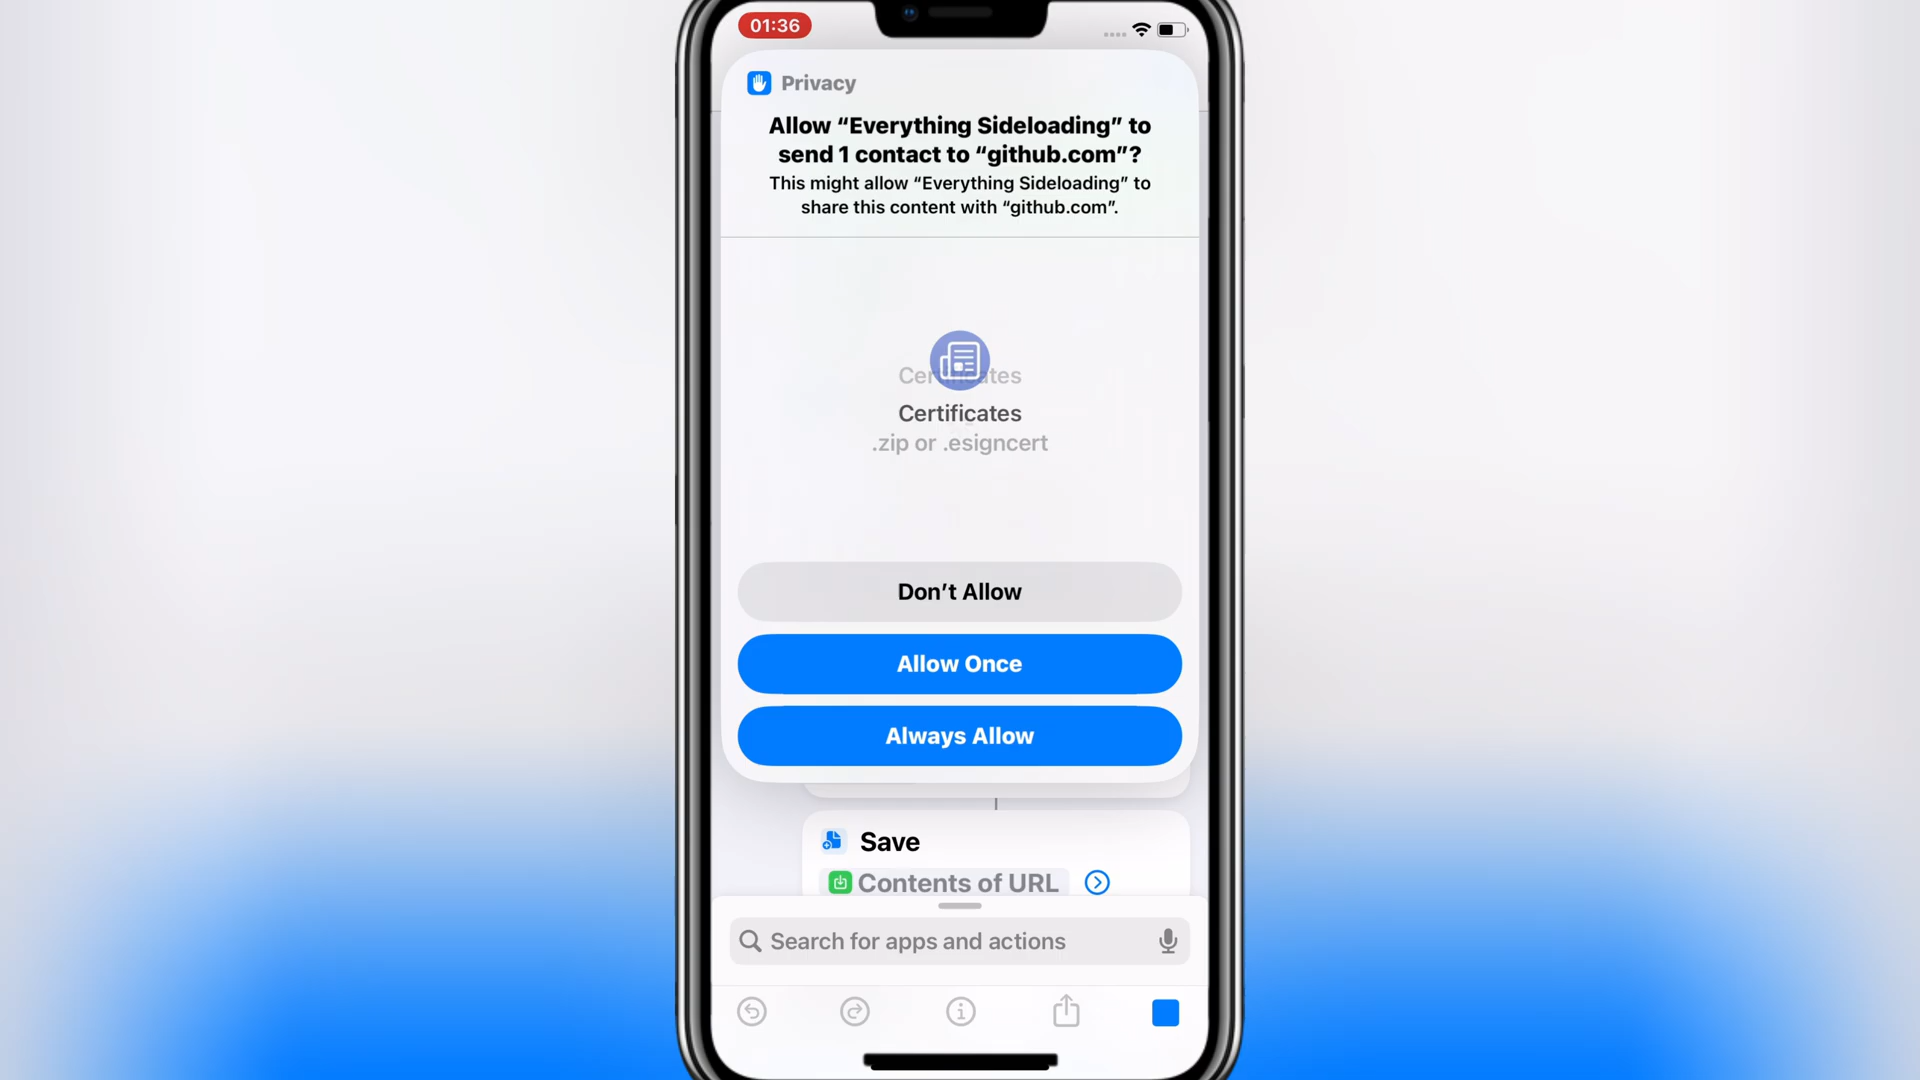 01:36
Privacy
Allow “Everything Sideloading” to
send 1 contact to “github.com”?
This might allow “Everything Sideloading” to
share this content with “github.com”.
Certificates
Certificates
.zip or .esigncert
Don’t Allow
Allow Once
Always Allow
Save
Contents of URL
Search for apps and actions